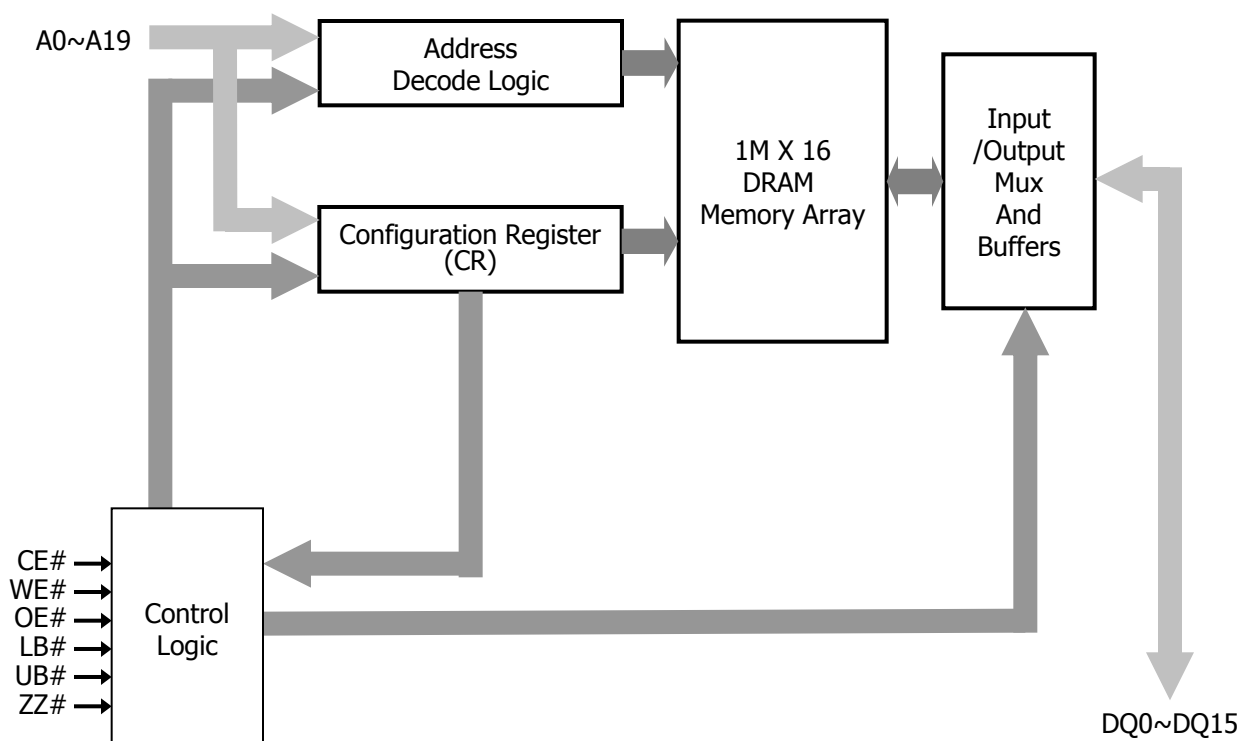 A0~A19
Address
Decode Logic
Configuration Register
(CR)
1M X 16
DRAM
Memory Array
Input
/Output
Mux
And
Buffers
CE#
WE#
OE#
LB#
UB#
ZZ#
Control
Logic
DQ0~DQ15